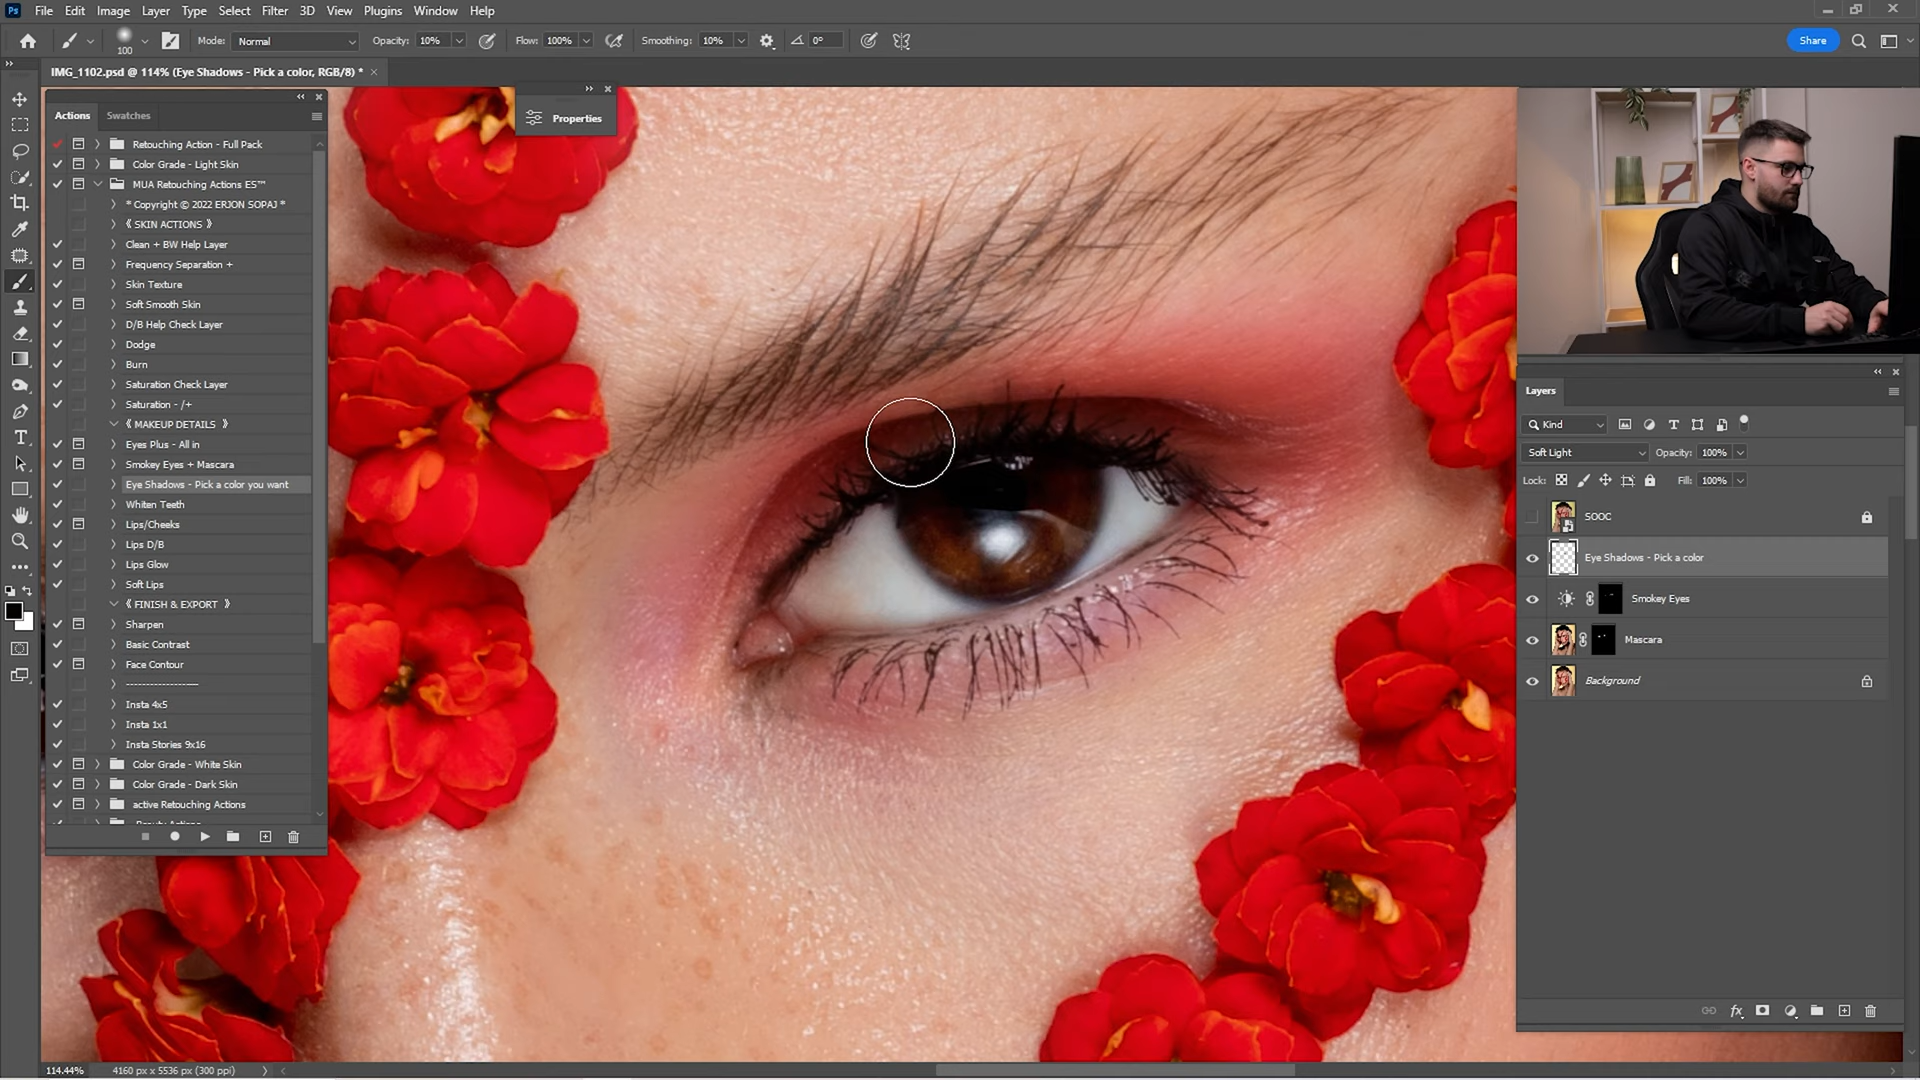 Ps File Edit Image Layer Type Select Filter 3D View Plugins Window Help
100 Mode: Normal Opacity: 10% Flow: 100% Smoothing: 10% 0° Share
IMG_1102.psd @ 114% (Eye Shadows - Pick a color, RGB/8) *
Actions Swatches
Retouching Action - Full Pack
Color Grade - Light Skin
MUA Retouching Actions ES™
* Copyright © 2022 ERJON SOPAJ *
《 SKIN ACTIONS 》
Clean + BW Help Layer
Frequency Separation +
Skin Texture
Soft Smooth Skin
D/B Help Check Layer
Dodge
Burn
Saturation Check Layer
Saturation - /+
《 MAKEUP DETAILS 》
Eyes Plus - All in
Smokey Eyes + Mascara
Eye Shadows - Pick a color you want
Whiten Teeth
Lips/Cheeks
Lips D/B
Lips Glow
Soft Lips
《 FINISH & EXPORT 》
Sharpen
Basic Contrast
Face Contour
--------------------
Insta 4x5
Insta 1x1
Insta Stories 9x16
Color Grade - White Skin
Color Grade - Dark Skin
active Retouching Actions
Properties
Layers
Kind
Soft Light Opacity: 100%
Lock: Fill: 100%
SOOC
Eye Shadows - Pick a color
Smokey Eyes
Mascara
Background
114.44% 4160 px x 5536 px (300 ppi)